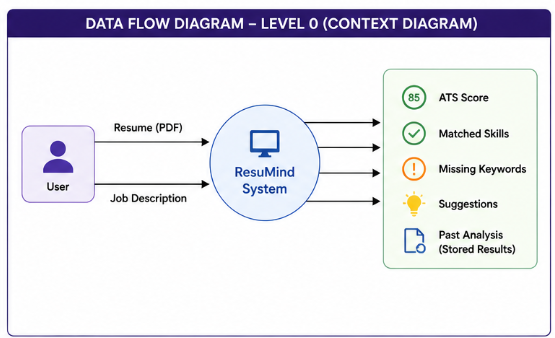 DATA FLOW DIAGRAM – LEVEL 0 (CONTEXT DIAGRAM)
User
Resume (PDF)
Job Description
ResuMind
System
85
ATS Score
Matched Skills
Missing Keywords
Suggestions
Past Analysis
(Stored Results)